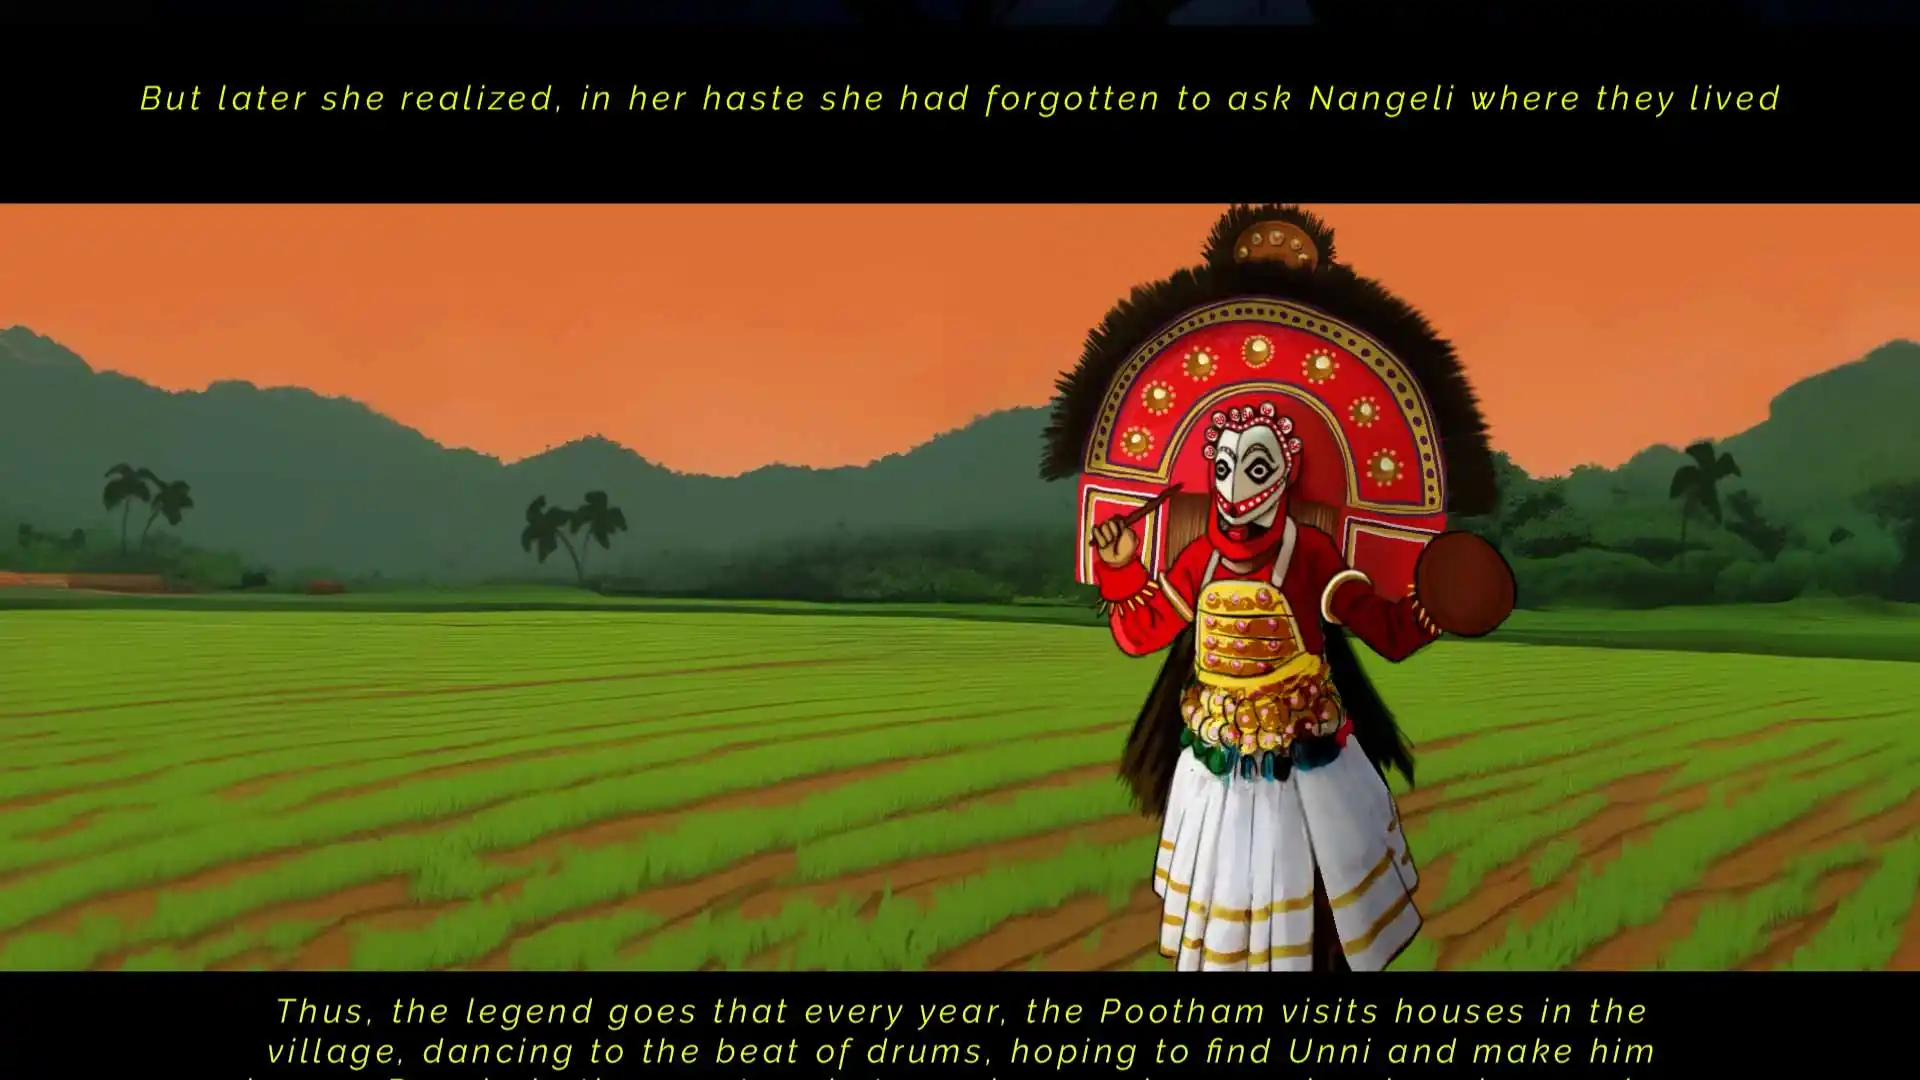 But later she realized, in her haste she had forgotten to ask Nangeli where they lived
Thus, the legend goes that every year, the Pootham visits houses in the
village, dancing to the beat of drums, hoping to find Unni and make him